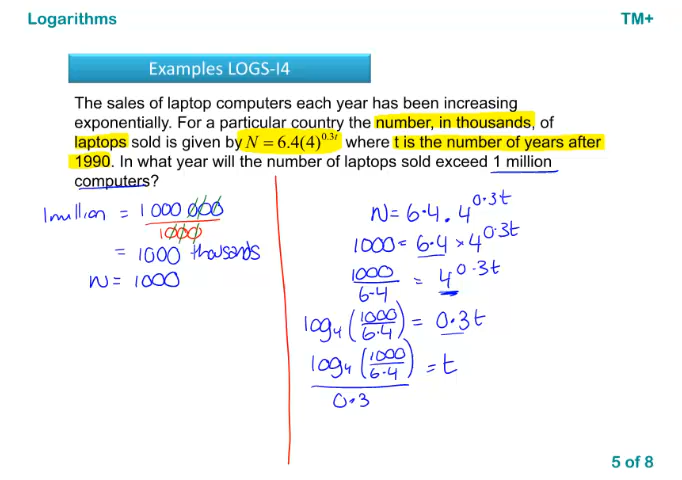 Logarithms
TM+
Examples LOGS-I4
The sales of laptop computers each year has been increasing
exponentially. For a particular country the number, in thousands, of
laptops sold is given by N = 6.4(4)^0.3t where t is the number of years after
1990. In what year will the number of laptops sold exceed 1 million
computers?
1 million = 1000 000
1000
= 1000 thousands
N = 1000
N = 6.4 . 4^0.3t
1000 = 6.4 × 4^0.3t
1000/6.4 = 4^0.3t
log₄(1000/6.4) = 0.3t
log₄(1000/6.4) = t
0.3
5 of 8